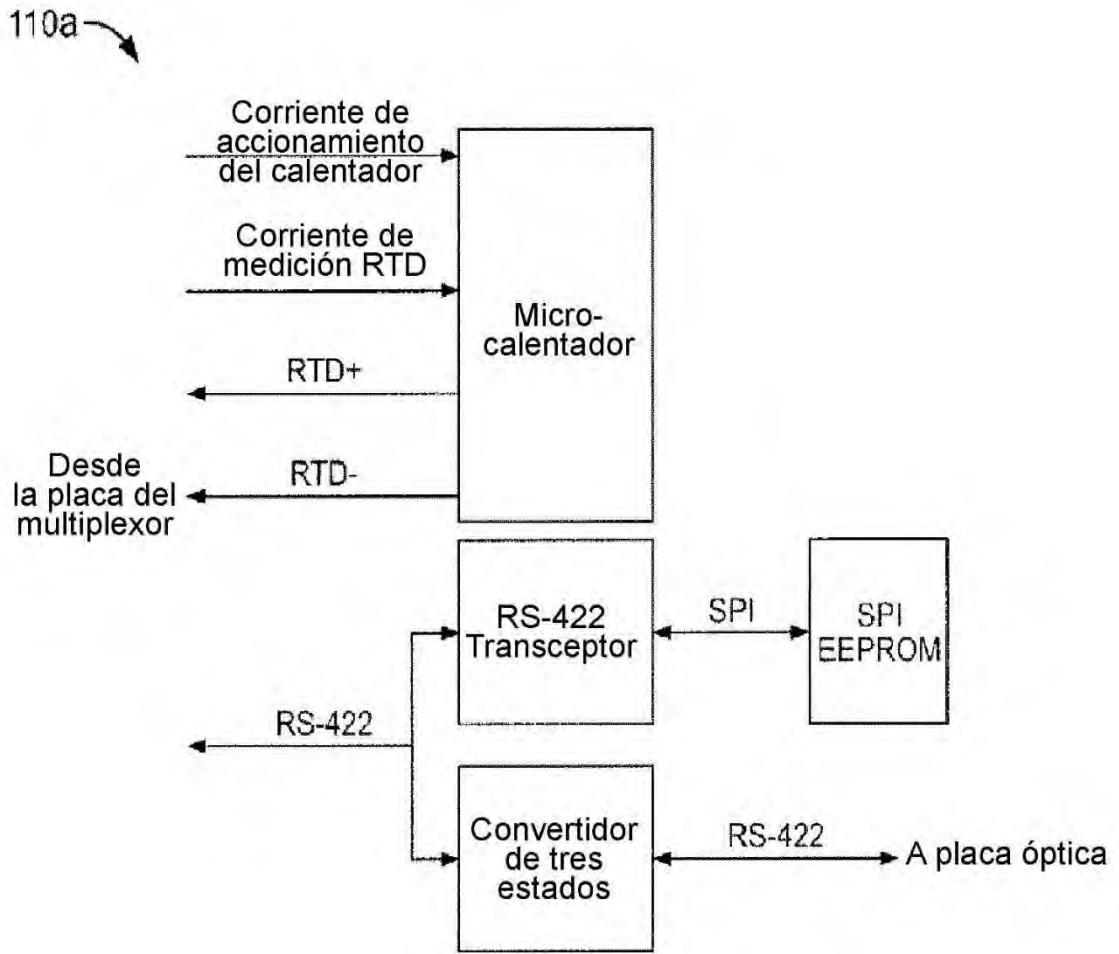 110a
Corriente de
accionamiento
del calentador
Corriente de
medición RTD
Micro-
calentador
RTD+
Desde
la placa del
multiplexor
RTD-
RS-422
Transceptor
SPI
SPI
EEPROM
RS-422
Convertidor
de tres
estados
RS-422
A placa óptica